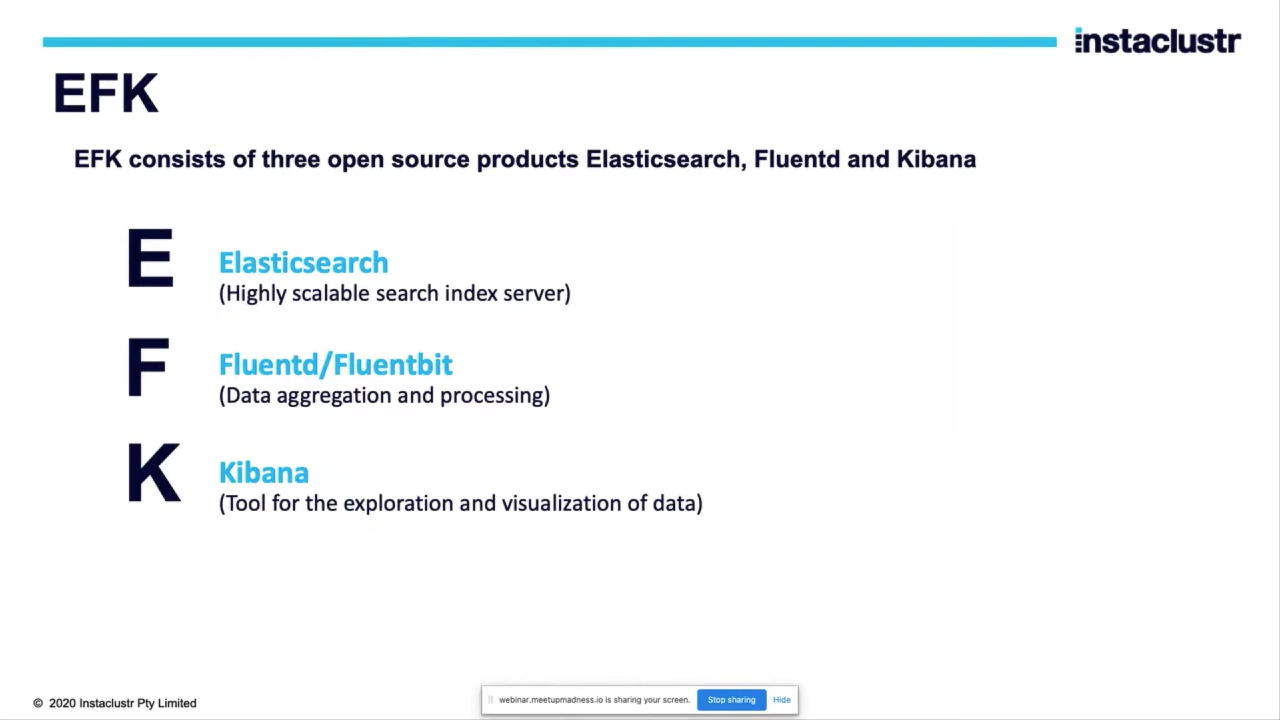 instaclustr
EFK
EFK consists of three open source products Elasticsearch, Fluentd and Kibana
E
Elasticsearch
(Highly scalable search index server)
F
Fluentd/Fluentbit
(Data aggregation and processing)
K
Kibana
(Tool for the exploration and visualization of data)
© 2020 Instaclustr Pty Limited
webinar.meetupmadness.io is sharing your screen. Stop sharing Hide